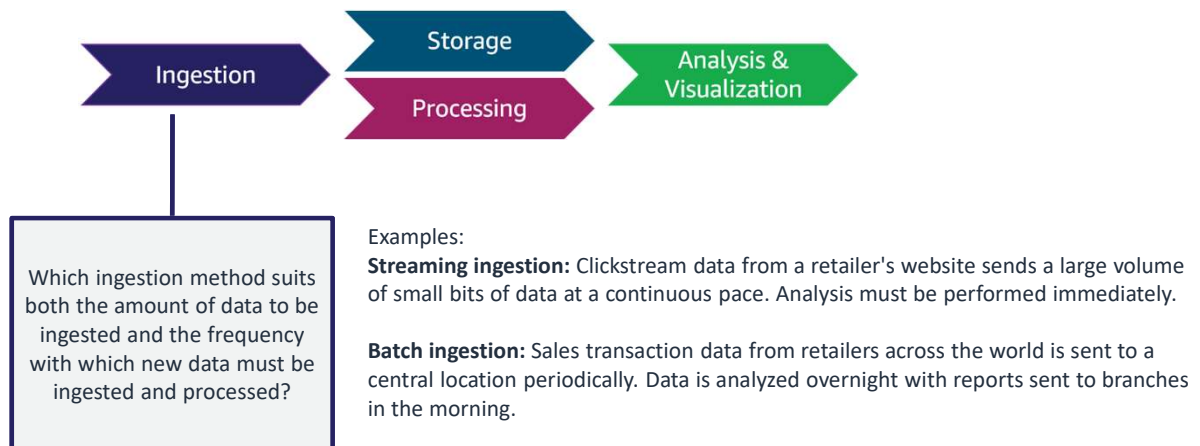 Ingestion
Storage
Processing
Analysis &
Visualization
Which ingestion method suits
both the amount of data to be
ingested and the frequency
with which new data must be
ingested and processed?
Examples:
Streaming ingestion: Clickstream data from a retailer's website sends a large volume
of small bits of data at a continuous pace. Analysis must be performed immediately.
Batch ingestion: Sales transaction data from retailers across the world is sent to a
central location periodically. Data is analyzed overnight with reports sent to branches
in the morning.